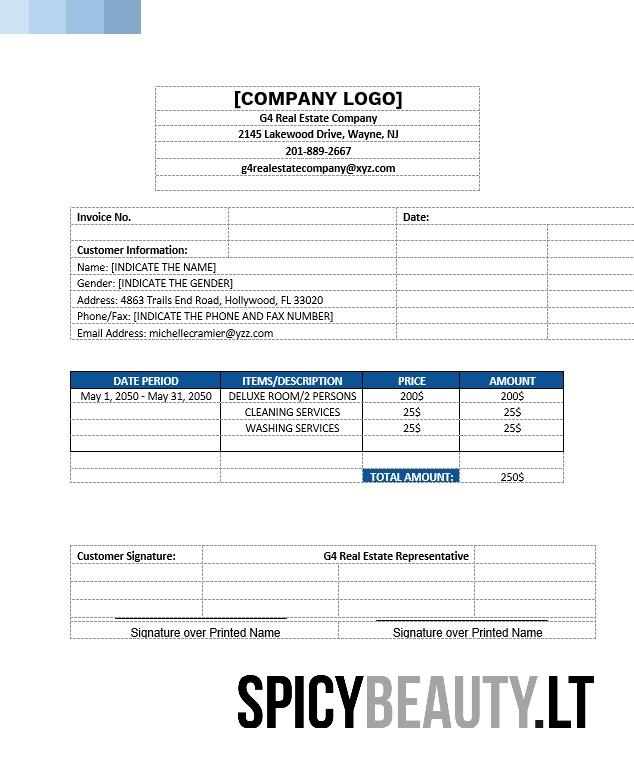 [COMPANY LOGO]
G4 Real Estate Company
2145 Lakewood Drive, Wayne, NJ
201-889-2667
g4realestatecompany@xyz.com
Invoice No. Date:
Customer Information:
Name: [INDICATE THE NAME]
Gender: [INDICATE THE GENDER]
Address: 4863 Trails End Road, Hollywood, FL 33020
Phone/Fax: [INDICATE THE PHONE AND FAX NUMBER]
Email Address: michellecramier@yzz.com
DATE PERIOD ITEMS/DESCRIPTION PRICE AMOUNT
May 1, 2050 - May 31, 2050 DELUXE ROOM/2 PERSONS 200$ 200$
CLEANING SERVICES 25$ 25$
WASHING SERVICES 25$ 25$
TOTAL AMOUNT: 250$
Customer Signature: G4 Real Estate Representative
Signature over Printed Name Signature over Printed Name
SPICYBEAUTY.LT